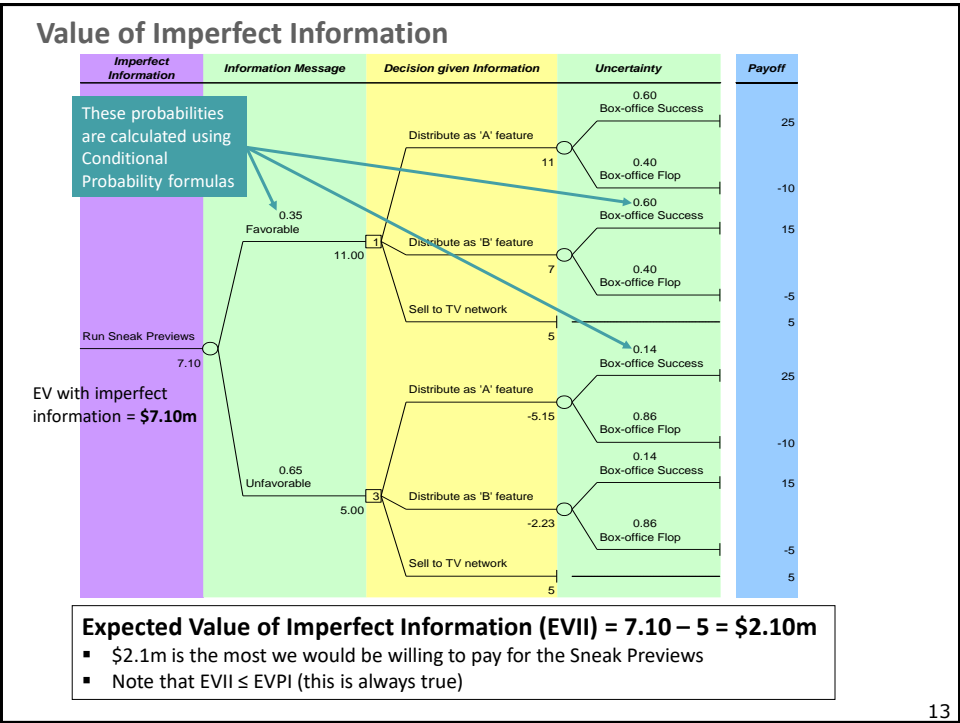 Value of Imperfect Information
Imperfect
Information
Information Message
Decision given Information
Uncertainty
Payoff
These probabilities
are calculated using
Conditional
Probability formulas
0.60
Box-office Success
25
Distribute as 'A' feature
11
0.40
Box-office Flop
-10
0.60
Box-office Success
15
0.35
Favorable
11.00
1
Distribute as 'B' feature
7
0.40
Box-office Flop
-5
Sell to TV network
5
5
Run Sneak Previews
7.10
0.14
Box-office Success
25
EV with imperfect
information = $7.10m
Distribute as 'A' feature
-5.15
0.86
Box-office Flop
-10
0.14
Box-office Success
15
0.65
Unfavorable
5.00
3
Distribute as 'B' feature
-2.23
0.86
Box-office Flop
-5
Sell to TV network
5
5
Expected Value of Imperfect Information (EVII) = 7.10 – 5 = $2.10m
▪ $2.1m is the most we would be willing to pay for the Sneak Previews
▪ Note that EVII ≤ EVPI (this is always true)
13